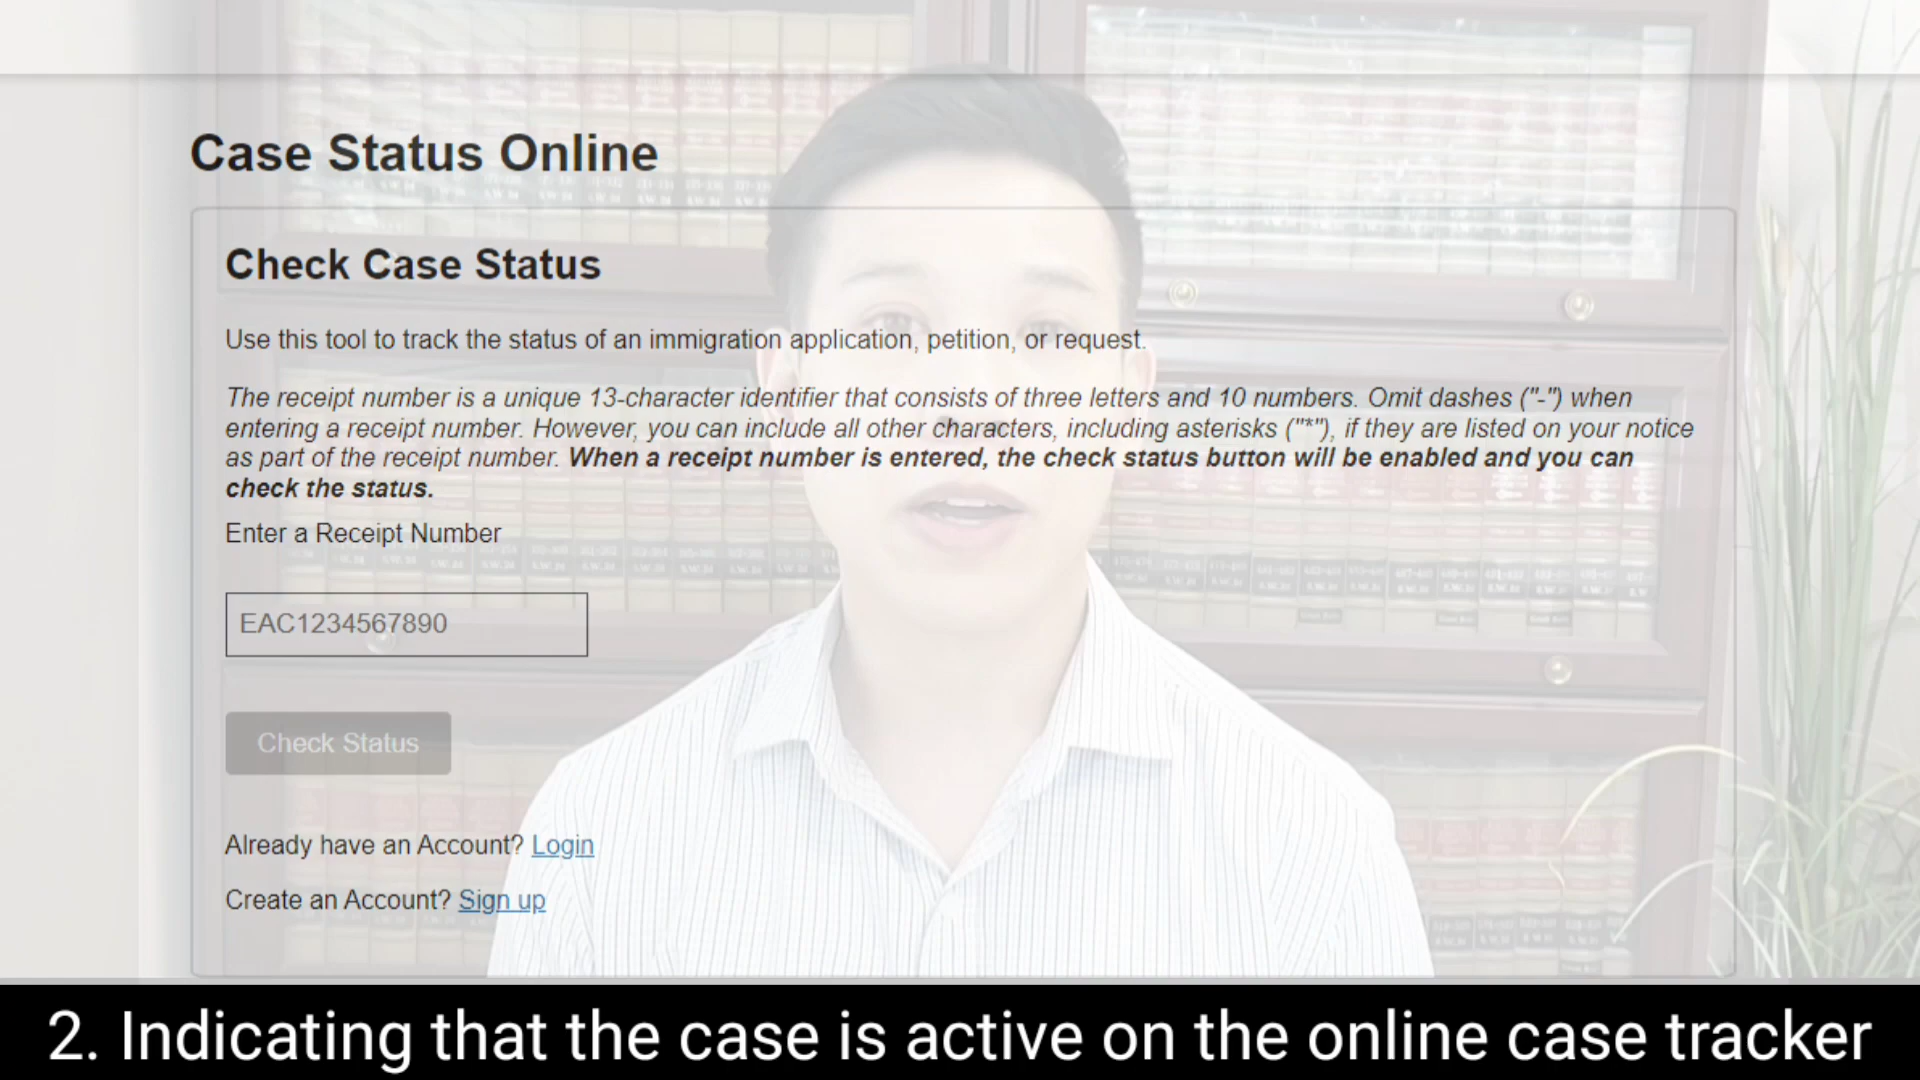 Case Status Online
Check Case Status
Use this tool to track the status of an immigration application, petition, or request.
The receipt number is a unique 13-character identifier that consists of three letters and 10 numbers. Omit dashes ("-") when
entering a receipt number. However, you can include all other characters, including asterisks ("*"), if they are listed on your notice
as part of the receipt number. When a receipt number is entered, the check status button will be enabled and you can
check the status.
Enter a Receipt Number
EAC1234567890
Check Status
Already have an Account? Login
Create an Account? Sign up
2. Indicating that the case is active on the online case tracker